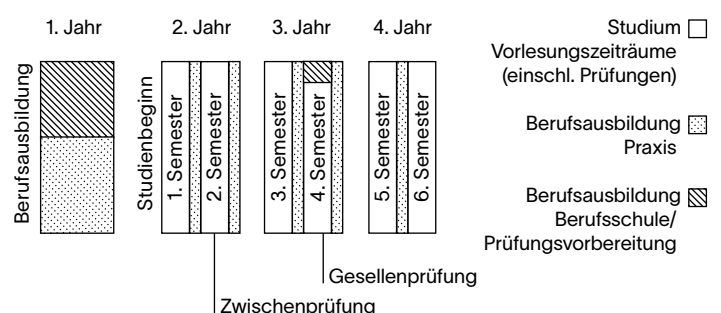 1. Jahr
2. Jahr
3. Jahr
4. Jahr
Berufsausbildung
Studienbeginn
1. Semester
2. Semester
3. Semester
4. Semester
5. Semester
6. Semester
Gesellenprüfung
Zwischenprüfung
Studium
Vorlesungszeiträume
(einschl. Prüfungen)
Berufsausbildung
Praxis
Berufsausbildung
Berufsschule/
Prüfungsvorbereitung